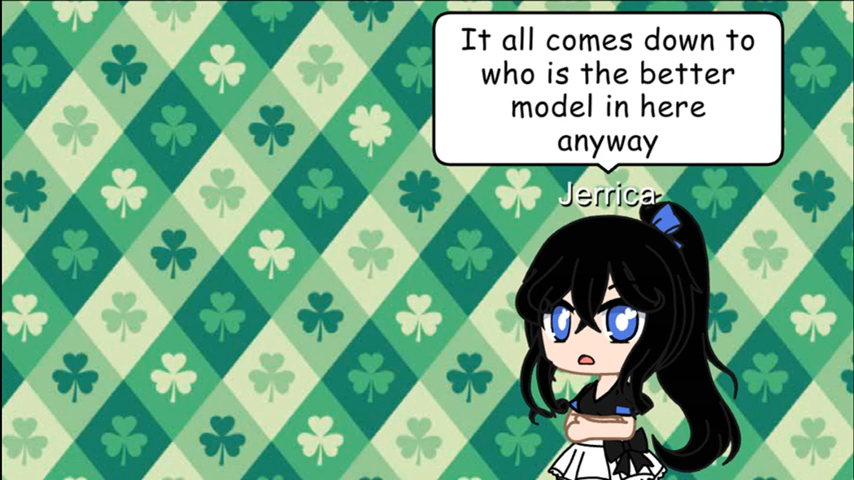 It all comes down to
who is the better
model in here
anyway
Jerrica